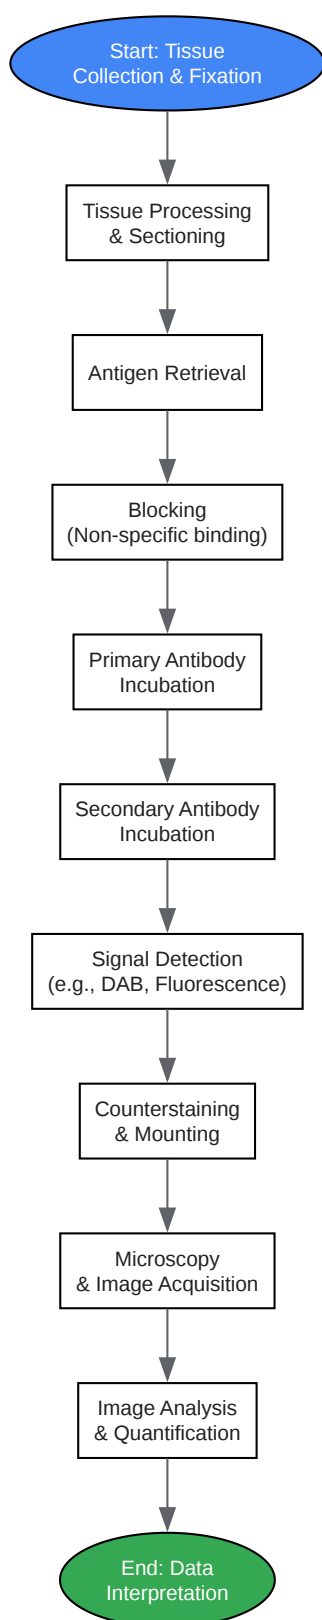 Start: Tissue
Collection & Fixation
Tissue Processing
& Sectioning
Antigen Retrieval
Blocking
(Non-specific binding)
Primary Antibody
Incubation
Secondary Antibody
Incubation
Signal Detection
(e.g., DAB, Fluorescence)
Counterstaining
& Mounting
Microscopy
& Image Acquisition
Image Analysis
& Quantification
End: Data
Interpretation